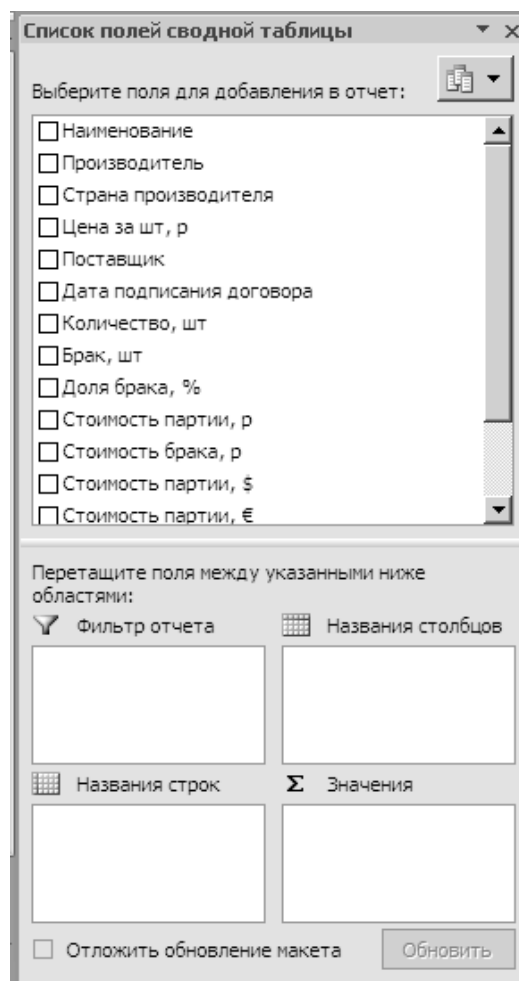 Список полей сводной таблицы
Выберите поля для добавления в отчет:
Наименование
Производитель
Страна производителя
Цена за шт, р
Поставщик
Дата подписания договора
Количество, шт
Брак, шт
Доля брака, %
Стоимость партии, р
Стоимость брака, р
Стоимость партии, $
Стоимость партии, €
Перетащите поля между указанными ниже
областями:
Фильтр отчета
Названия столбцов
Названия строк
Σ Значения
Отложить обновление макета
Обновить